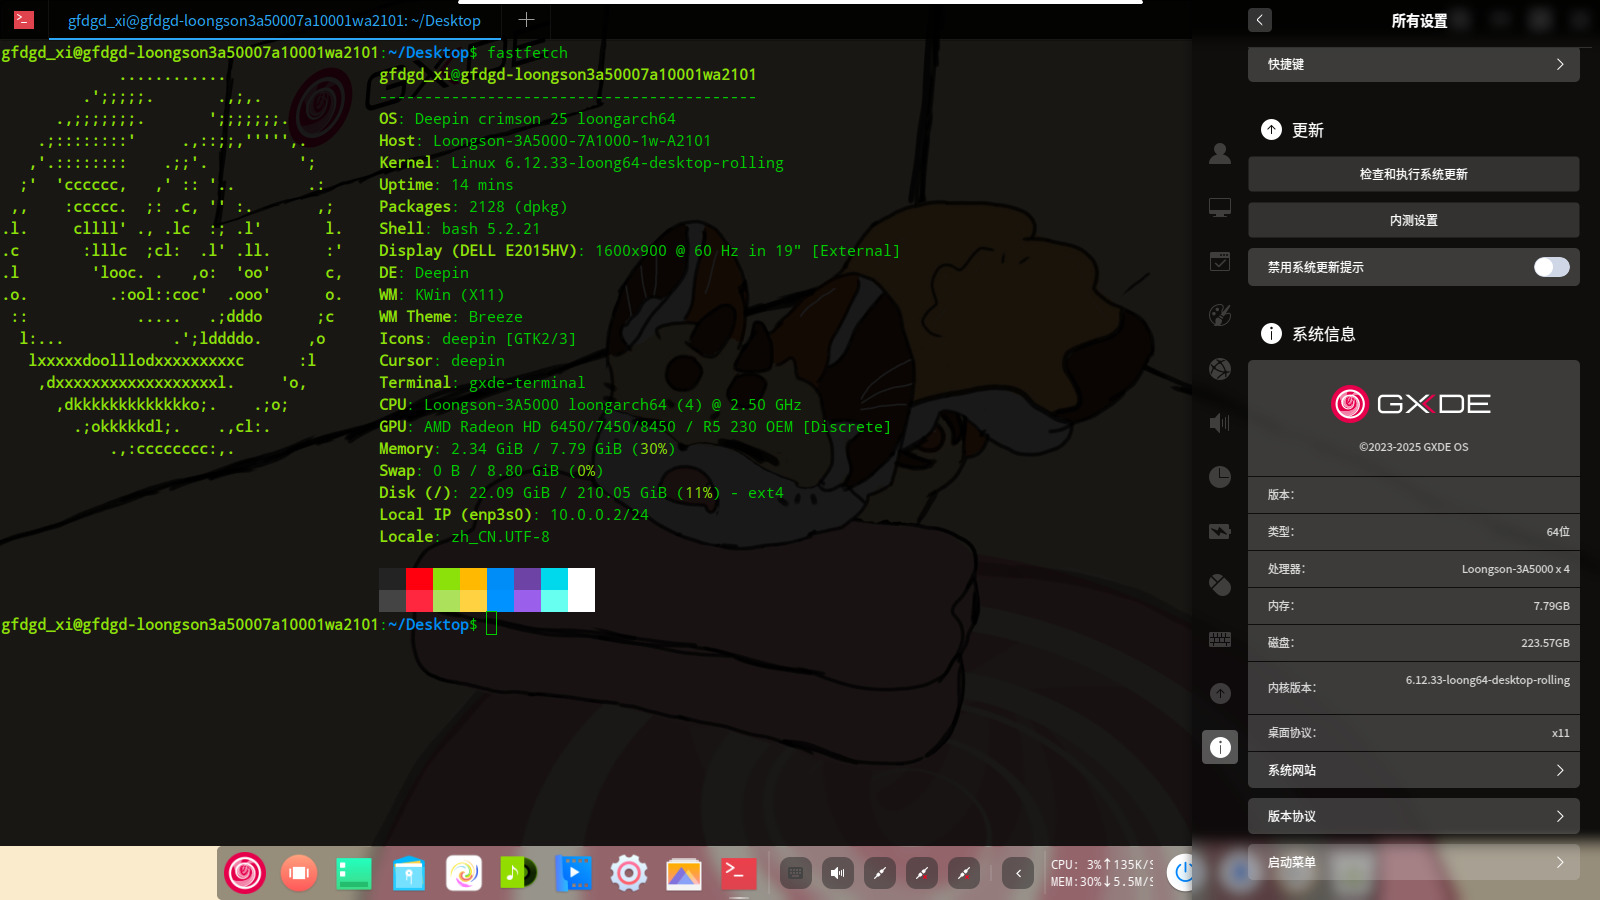 gfdgd_xi@gfdgd-loongson3a50007a10001wa2101: ~/Desktop
gfdgd_xi@gfdgd-loongson3a50007a10001wa2101:~/Desktop$ fastfetch
gfdgd_xi@gfdgd-loongson3a50007a10001wa2101
------------------------------------------
OS: Deepin crimson 25 loongarch64
Host: Loongson-3A5000-7A1000-1w-A2101
Kernel: Linux 6.12.33-loong64-desktop-rolling
Uptime: 14 mins
Packages: 2128 (dpkg)
Shell: bash 5.2.21
Display (DELL E2015HV): 1600x900 @ 60 Hz in 19" [External]
DE: Deepin
WM: KWin (X11)
WM Theme: Breeze
Icons: deepin [GTK2/3]
Cursor: deepin
Terminal: gxde-terminal
CPU: Loongson-3A5000 loongarch64 (4) @ 2.50 GHz
GPU: AMD Radeon HD 6450/7450/8450 / R5 230 OEM [Discrete]
Memory: 2.34 GiB / 7.79 GiB (30%)
Swap: 0 B / 8.80 GiB (0%)
Disk (/): 22.09 GiB / 210.05 GiB (11%) - ext4
Local IP (enp3s0): 10.0.0.2/24
Locale: zh_CN.UTF-8
gfdgd_xi@gfdgd-loongson3a50007a10001wa2101:~/Desktop$
CPU: 3%↑135K/S
MEM:30%↓5.5M/S
所有设置
快捷键
更新
检查和执行系统更新
内测设置
禁用系统更新提示
系统信息
GXDE
©2023-2025 GXDE OS
版本:
类型: 64位
处理器: Loongson-3A5000 x 4
内存: 7.79GB
磁盘: 223.57GB
内核版本: 6.12.33-loong64-desktop-rolling
桌面协议: x11
系统网站
版本协议
启动菜单